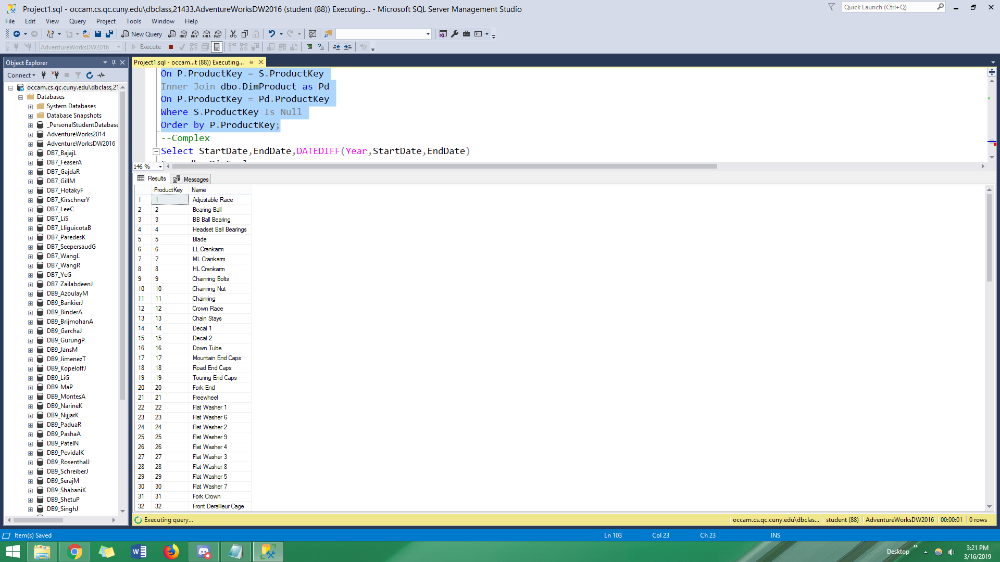 Project1.sql - occam.cs.qc.cuny.edu\dbclass,21433.AdventureWorksDW2016 (student (88)) Executing... - Microsoft SQL Server Management Studio
Quick Launch (Ctrl+Q)
File Edit View Query Project Tools Window Help
New Query MDX DMX XMLA DAX
AdventureWorksDW2016 Execute
Object Explorer
Project1.sql - occam...t (88)) Executing...
Connect
occam.cs.qc.cuny.edu\dbclass,21
Databases
System Databases
Database Snapshots
_PersonalStudentDatabase
AdventureWorks2014
AdventureWorksDW2016
DB7_BajajL
DB7_FeaserA
DB7_GajdaR
DB7_GillM
DB7_HotakyF
DB7_KirschnerY
DB7_LeeC
DB7_LiS
DB7_LliguicotaB
DB7_ParedesK
DB7_SeepersaudG
DB7_WangL
DB7_WangR
DB7_YeG
DB7_ZailabdeenJ
DB9_AzoulayM
DB9_BankierJ
DB9_BinderA
DB9_BrijmohanA
DB9_GarchaJ
DB9_GurungP
DB9_JansM
DB9_JimenezT
DB9_KopeloffJ
DB9_LiG
DB9_MaP
DB9_MontesA
DB9_NarineK
DB9_NijjarK
DB9_PaduaR
DB9_PashaA
DB9_PatelN
DB9_PevidalK
DB9_RosenthalJ
DB9_SchreiberJ
DB9_SerajM
DB9_ShabaniK
DB9_ShetuP
DB9_SinghJ
On P.ProductKey = S.ProductKey
Inner Join dbo.DimProduct as Pd
On P.ProductKey = Pd.ProductKey
Where S.ProductKey Is Null
Order by P.ProductKey;
--Complex
Select StartDate,EndDate,DATEDIFF(Year,StartDate,EndDate)
146 %
Results Messages
ProductKey Name
1 1 Adjustable Race
2 2 Bearing Ball
3 3 BB Ball Bearing
4 4 Headset Ball Bearings
5 5 Blade
6 6 LL Crankarm
7 7 ML Crankarm
8 8 HL Crankarm
9 9 Chainring Bolts
10 10 Chainring Nut
11 11 Chainring
12 12 Crown Race
13 13 Chain Stays
14 14 Decal 1
15 15 Decal 2
16 16 Down Tube
17 17 Mountain End Caps
18 18 Road End Caps
19 19 Touring End Caps
20 20 Fork End
21 21 Freewheel
22 22 Flat Washer 1
23 23 Flat Washer 6
24 24 Flat Washer 2
25 25 Flat Washer 9
26 26 Flat Washer 4
27 27 Flat Washer 3
28 28 Flat Washer 8
29 29 Flat Washer 5
30 30 Flat Washer 7
31 31 Fork Crown
32 32 Front Derailleur Cage
Executing query... occam.cs.qc.cuny.edu\dbclas... student (88) AdventureWorksDW2016 00:00:01 0 rows
Item(s) Saved Ln 103 Col 23 Ch 23 INS
Desktop
3:21 PM
3/16/2019